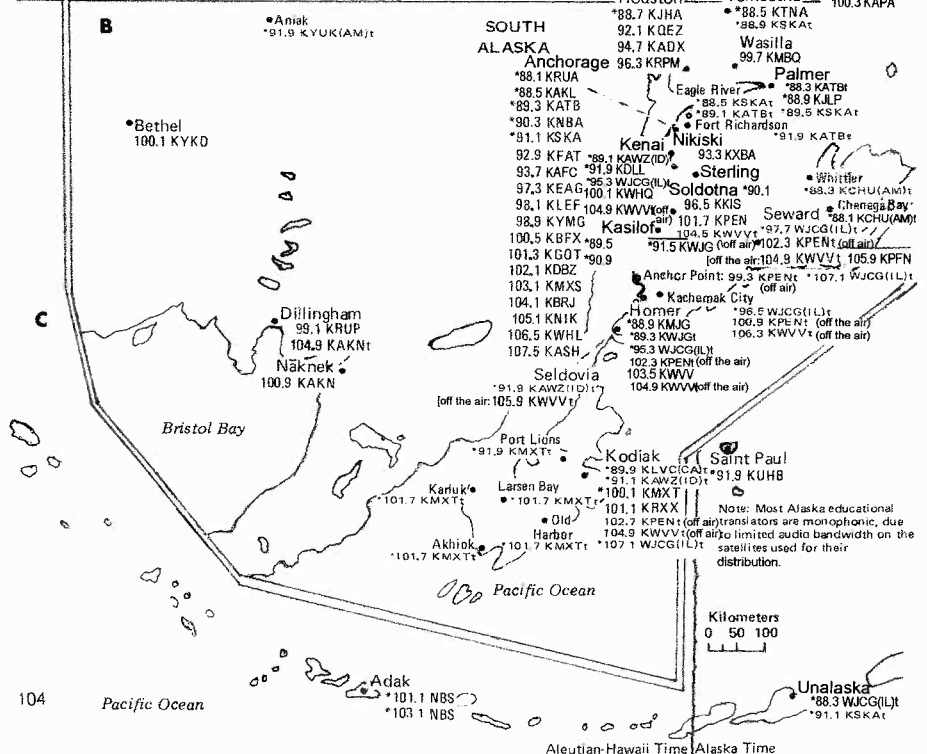 100.3 KAPA
B
Aniak
*91.9 KYUK(AM)t
SOUTH
ALASKA
*88.7 KJHA
92.1 KQEZ
94.7 KADX
96.3 KRPM
*88.5 KTNA
*88.9 KSKAt
Wasilla
99.7 KMBQ
Anchorage
*88.1 KRUA
*88.5 KAKL
*89.3 KATB
*90.3 KNBA
*91.1 KSKA
92.9 KFAT
93.7 KAFC
97.3 KEAG
98.1 KLEF
98.9 KYMG
100.5 KBFX
101.3 KGOT
102.1 KDBZ
103.1 KMXS
104.1 KBRJ
105.1 KNIK
106.5 KWHL
107.5 KASH
Palmer
*88.3 KATBt
*88.9 KJLP
*89.5 KSKAt
Eagle River
*88.5 KSKAt
*89.1 KATBt
Fort Richardson
*91.9 KATBt
Bethel
100.1 KYKD
Nikiski
93.3 KXBA
Kenai
*89.1 KAWZ(ID)t
*91.9 KDLL
*95.3 WJCG(IL)t
100.1 KWHQ
104.9 KWVVt(off air)
Sterling
Soldotna *90.1
96.5 KKIS
101.7 KPEN
104.5 KWVVt
Whittier
*88.3 KCHU(AM)t
Chenega Bay
*88.1 KCHU(AM)t
Seward
*97.7 WJCG(IL)t
102.3 KPENt (off air)
[off the air:104.9 KWVVt 105.9 KPFN
Kasilof
*89.5
*91.5 KWJG (off air)
*90.9
Anchor Point: 99.3 KPENt *107.1 WJCG(IL)t
(off air)
Kachemak City
*96.5 WJCG(IL)t
100.9 KPENt (off air)
106.3 KWVVt (off air)
Homer
*88.9 KMJG
*89.3 KWJGt
*95.3 WJCG(IL)t
102.3 KPENt (off air)
103.5 KWVV
104.9 KWVVt(off air)
C
Dillingham
99.1 KRUP
104.9 KAKNt
Naknek
100.9 KAKN
Seldovia
*91.9 KAWZ(ID)t
[off the air: 105.9 KWVVt
Bristol Bay
Port Lions
*91.9 KMXTt
Kodiak
*89.9 KLVC(CA)t
*91.1 KAWZ(ID)t
*100.1 KMXT
101.1 KRXX
102.7 KPENt (off air)
104.9 KWVVt(off air)
*107.1 WJCG(IL)t
Saint Paul
*91.9 KUHB
Karluk
*101.7 KMXTt
Larsen Bay
*101.7 KMXTt
Old
Harbor
*101.7 KMXTt
Akhiok
*101.7 KMXTt
Note: Most Alaska educational
translators are monophonic, due
to limited audio bandwidth on the
satellites used for their
distribution.
Pacific Ocean
Kilometers
0 50 100
Adak
*101.1 NBS
*103.1 NBS
104
Pacific Ocean
Unalaska
*88.3 WJCG(IL)t
*91.1 KSKAt
Aleutian-Hawaii Time Alaska Time